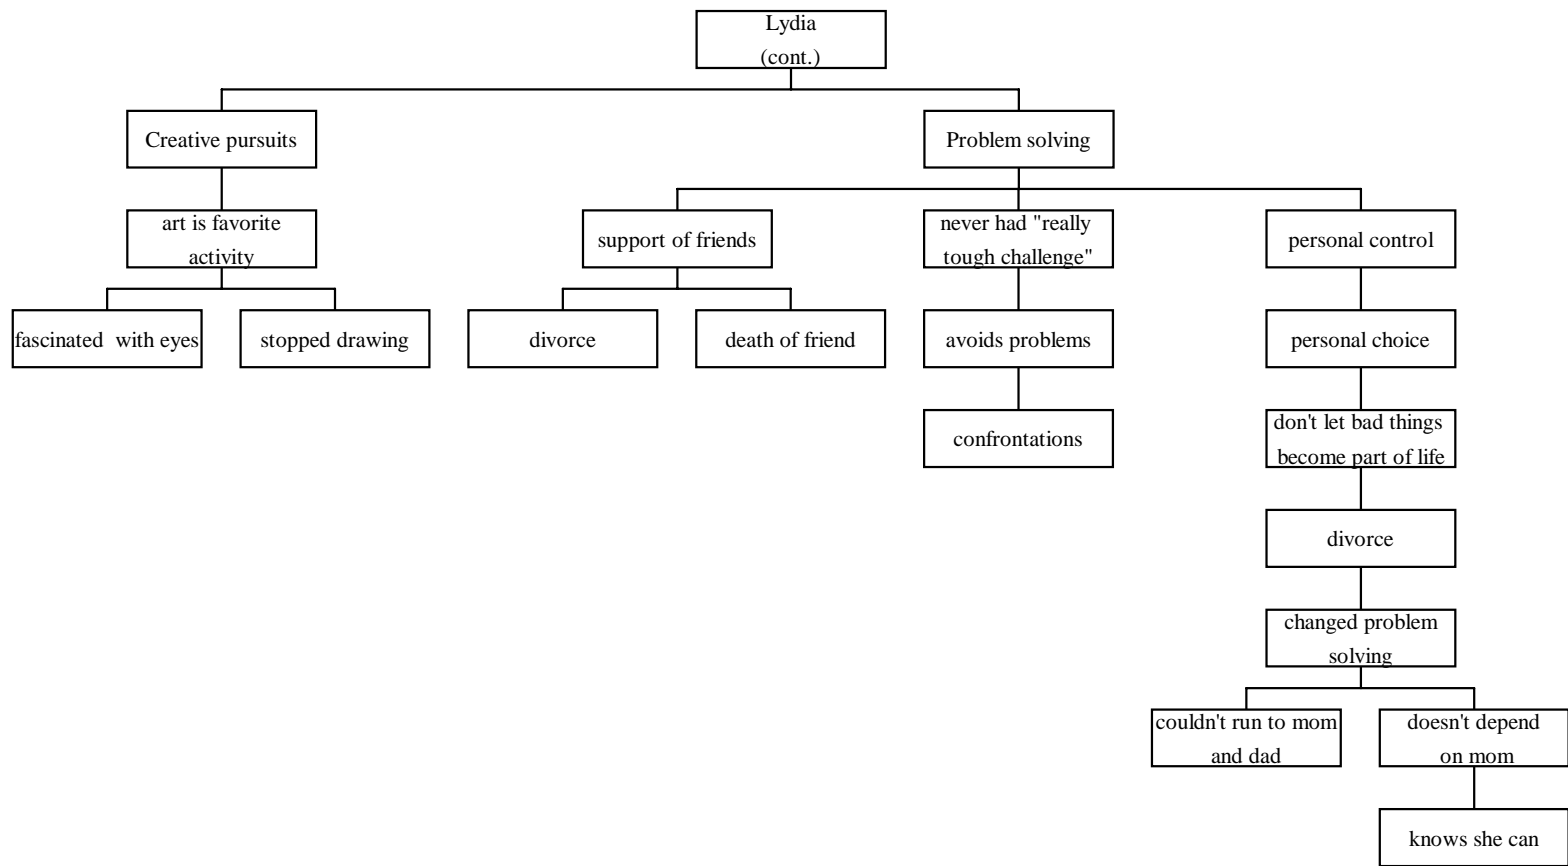 Lydia
(cont.)
Creative pursuits
Problem solving
art is favorite
activity
support of friends
never had "really
tough challenge"
personal control
fascinated with eyes
stopped drawing
divorce
death of friend
avoids problems
personal choice
confrontations
don't let bad things
become part of life
divorce
changed problem
solving
couldn't run to mom
and dad
doesn't depend
on mom
knows she can